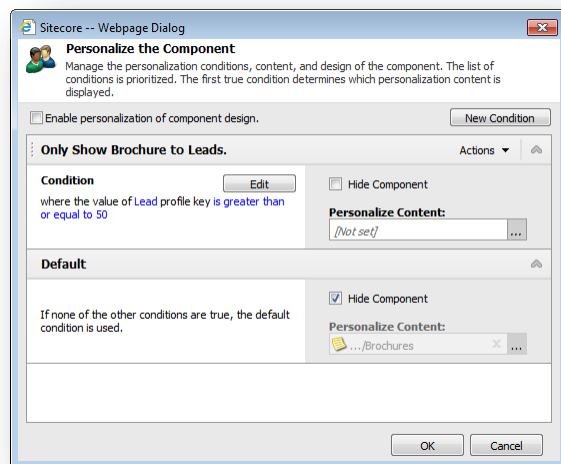 Sitecore -- Webpage Dialog
Personalize the Component
Manage the personalization conditions, content, and design of the component. The list of
conditions is prioritized. The first true condition determines which personalization content is
displayed.
Enable personalization of component design.
New Condition
Only Show Brochure to Leads.
Actions
Condition
Edit
where the value of Lead profile key is greater than
or equal to 50
Hide Component
Personalize Content:
[Not set]
...
Default
If none of the other conditions are true, the default
condition is used.
Hide Component
Personalize Content:
.../Brochures
...
OK
Cancel